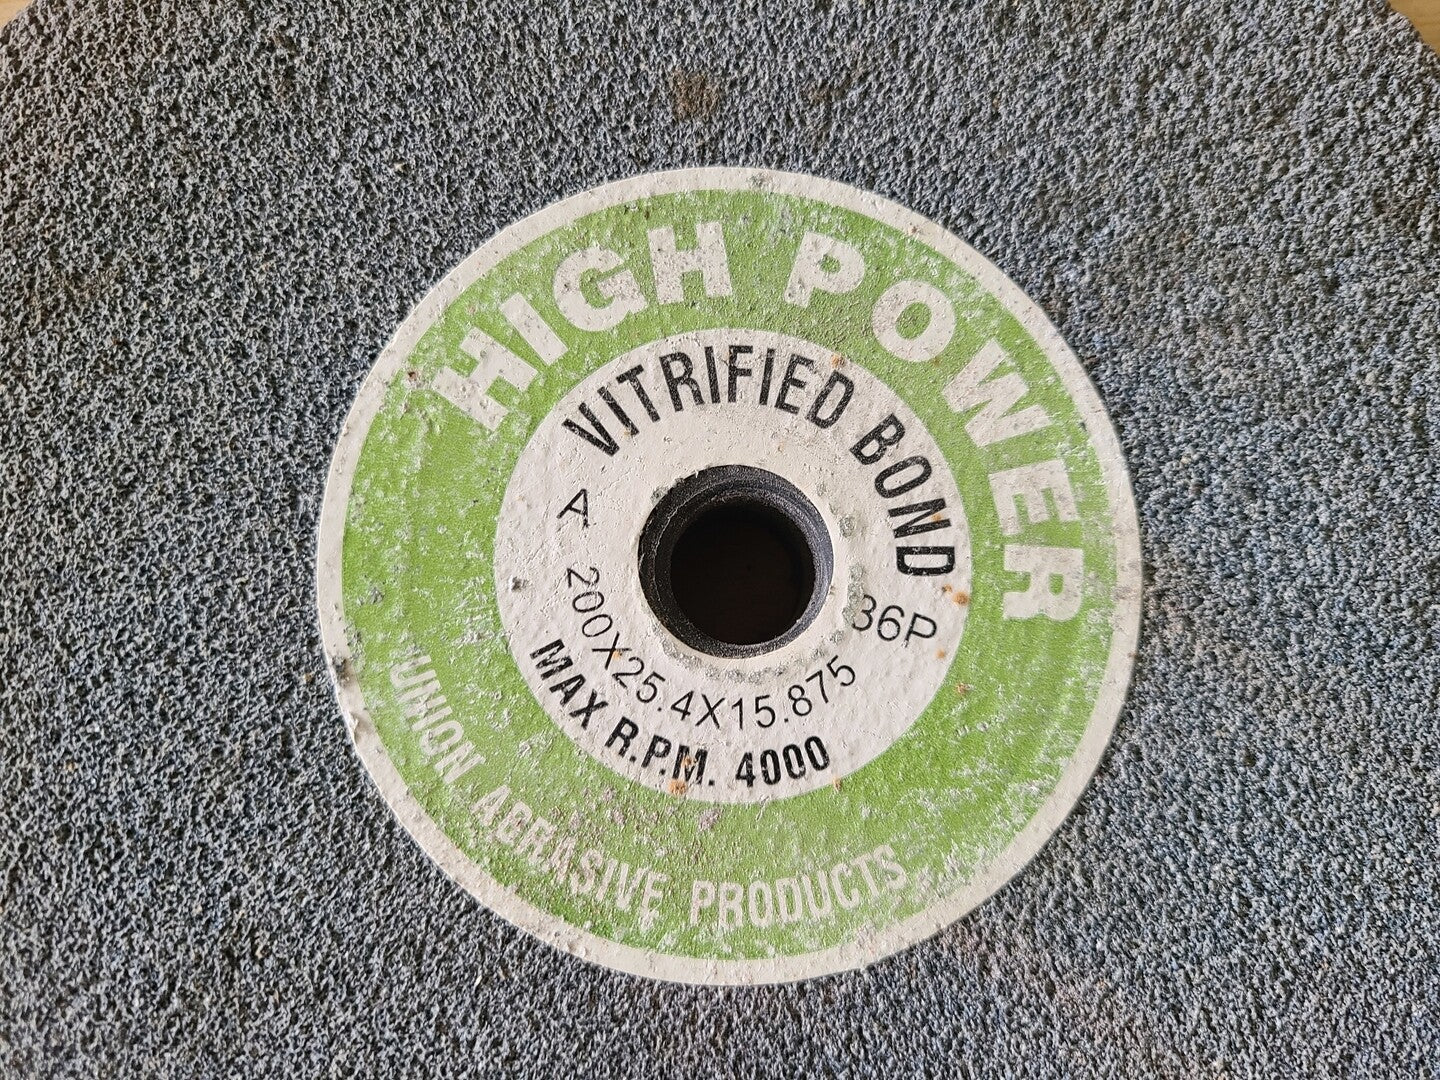 HIGH POWER
VITRIFIED BOND
A 36P
200X25.4X15.875
MAX R.P.M. 4000
UNION ABRASIVE PRODUCTS